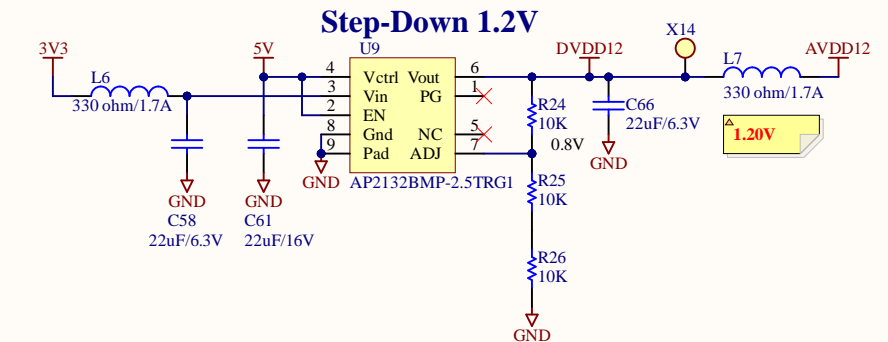 Step-Down 1.2V
3V3
5V
U9
DVDD12
X14
AVDD12
L6
330 ohm/1.7A
4 Vctrl Vout 6
3 Vin PG 1
2 EN
8 Gnd NC 5
9 Pad ADJ 7
AP2132BMP-2.5TRG1
R24
10K
0.8V
C66
22uF/6.3V
GND
L7
330 ohm/1.7A
1.20V
GND
GND
GND
C58
22uF/6.3V
C61
22uF/16V
R25
10K
R26
10K
GND